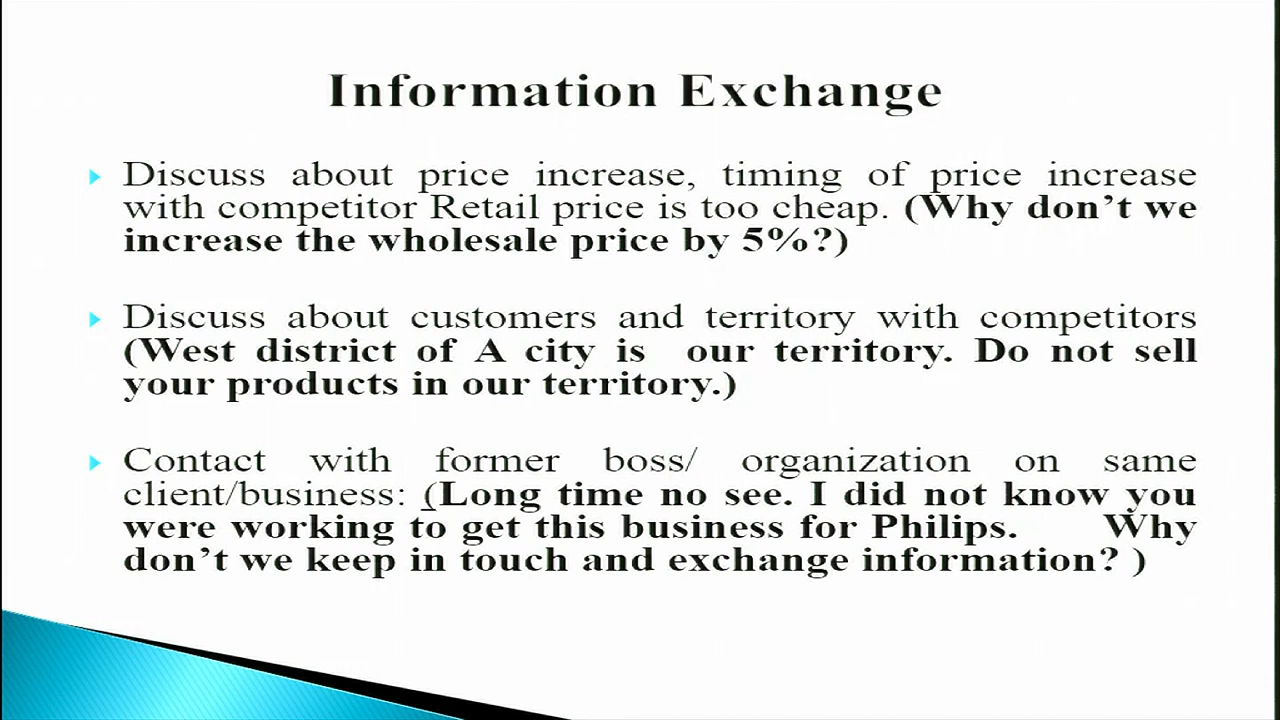 Information Exchange
Discuss about price increase, timing of price increase
with competitor Retail price is too cheap. (Why don't we
increase the wholesale price by 5%?)
Discuss about customers and territory with competitors
(West district of A city is our territory. Do not sell
your products in our territory.)
Contact with former boss/ organization on same
client/business: (Long time no see. I did not know you
were working to get this business for Philips. Why
don't we keep in touch and exchange information? )